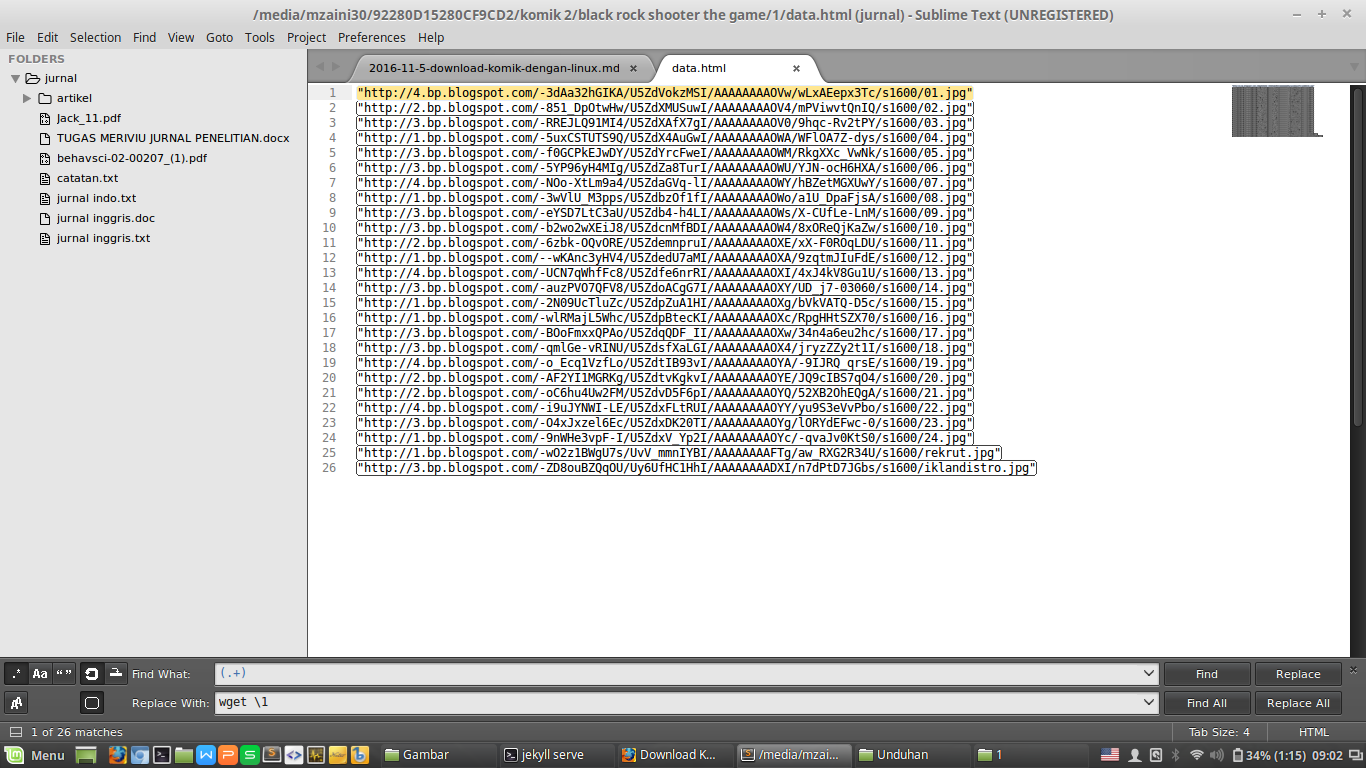 /media/mzaini30/92280D15280CF9CD2/komik 2/black rock shooter the game/1/data.html (jurnal) - Sublime Text (UNREGISTERED)
File Edit Selection Find View Goto Tools Project Preferences Help
FOLDERS
jurnal
artikel
Jack_11.pdf
TUGAS MERIVIU JURNAL PENELITIAN.docx
behavsci-02-00207_(1).pdf
catatan.txt
jurnal indo.txt
jurnal inggris.doc
jurnal inggris.txt
2016-11-5-download-komik-dengan-linux.md × data.html ×
1 "http://4.bp.blogspot.com/-3dAa32hGIKA/U5ZdVokzMSI/AAAAAAAAOVw/wLxAEepx3Tc/s1600/01.jpg"
2 "http://2.bp.blogspot.com/-851_DpOtwHw/U5ZdXMUSuwI/AAAAAAAAOV4/mPViwvtQnIQ/s1600/02.jpg"
3 "http://3.bp.blogspot.com/-RREJLQ91MI4/U5ZdXAfX7gI/AAAAAAAAOV0/9hqc-Rv2tPY/s1600/03.jpg"
4 "http://1.bp.blogspot.com/-5uxCSTUTS9Q/U5ZdX4AuGwI/AAAAAAAAOWA/WFlOA7Z-dys/s1600/04.jpg"
5 "http://3.bp.blogspot.com/-f0GCPkEJwDY/U5ZdYrcFweI/AAAAAAAAOWM/RkgXXc_VwNk/s1600/05.jpg"
6 "http://3.bp.blogspot.com/-5YP96yH4MIg/U5ZdZa8TurI/AAAAAAAAOWU/YJN-ocH6HXA/s1600/06.jpg"
7 "http://4.bp.blogspot.com/-NOo-XtLm9a4/U5ZdaGVq-lI/AAAAAAAAOWY/hBZetMGXUwY/s1600/07.jpg"
8 "http://1.bp.blogspot.com/-3wVlU_M3pps/U5ZdbzOf1fI/AAAAAAAAOWo/a1U_DpaFjsA/s1600/08.jpg"
9 "http://3.bp.blogspot.com/-eYSD7LtC3aU/U5Zdb4-h4LI/AAAAAAAAOWs/X-CUfLe-LnM/s1600/09.jpg"
10 "http://3.bp.blogspot.com/-b2wo2wXEiJ8/U5ZdcnMfBDI/AAAAAAAAOW4/8xOReQjKaZw/s1600/10.jpg"
11 "http://2.bp.blogspot.com/-6zbk-OQvORE/U5ZdemnpruI/AAAAAAAAOXE/xX-F0ROqLDU/s1600/11.jpg"
12 "http://1.bp.blogspot.com/--wKAnc3yHV4/U5ZdedU7aMI/AAAAAAAAOXA/9zqtmJIuFdE/s1600/12.jpg"
13 "http://4.bp.blogspot.com/-UCN7qWhfFc8/U5Zdfe6nrRI/AAAAAAAAOXI/4xJ4kV8Gu1U/s1600/13.jpg"
14 "http://3.bp.blogspot.com/-auzPVO7QFV8/U5ZdoACgG7I/AAAAAAAAOXY/UD_j7-03060/s1600/14.jpg"
15 "http://1.bp.blogspot.com/-2N09UcTluZc/U5ZdpZuA1HI/AAAAAAAAOXg/bVkVATQ-D5c/s1600/15.jpg"
16 "http://1.bp.blogspot.com/-wlRMajL5Whc/U5ZdpBtecKI/AAAAAAAAOXc/RpgHHtSZX70/s1600/16.jpg"
17 "http://3.bp.blogspot.com/-BOoFmxxQPAo/U5ZdqQDF_II/AAAAAAAAOXw/34n4a6eu2hc/s1600/17.jpg"
18 "http://3.bp.blogspot.com/-qmlGe-vRINU/U5ZdsfXaLGI/AAAAAAAAOX4/jryzZZy2t1I/s1600/18.jpg"
19 "http://4.bp.blogspot.com/-o_Ecq1VzfLo/U5ZdtIB93vI/AAAAAAAAOYA/-9IJRQ_qrsE/s1600/19.jpg"
20 "http://2.bp.blogspot.com/-AF2YI1MGRKg/U5ZdtvKgkvI/AAAAAAAAOYE/JQ9cIBS7qO4/s1600/20.jpg"
21 "http://2.bp.blogspot.com/-oC6hu4Uw2FM/U5ZdvD5F6pI/AAAAAAAAOYQ/52XB2OhEQgA/s1600/21.jpg"
22 "http://4.bp.blogspot.com/-i9uJYNWI-LE/U5ZdxFLtRUI/AAAAAAAAOYY/yu9S3eVvPbo/s1600/22.jpg"
23 "http://3.bp.blogspot.com/-O4xJxzel6Ec/U5ZdxDK20TI/AAAAAAAAOYg/lORYdEFwc-0/s1600/23.jpg"
24 "http://1.bp.blogspot.com/-9nWHe3vpF-I/U5ZdxV_Yp2I/AAAAAAAAOYc/-qvaJv0KtS0/s1600/24.jpg"
25 "http://1.bp.blogspot.com/-wO2z1BWgU7s/UvV_mmnIYBI/AAAAAAAAFTg/aw_RXG2R34U/s1600/rekrut.jpg"
26 "http://3.bp.blogspot.com/-ZD8ouBZQqOU/Uy6UfHC1HhI/AAAAAAAADXI/n7dPtD7JGbs/s1600/iklandistro.jpg"
.* Aa “ ” Find What: (.+) Find Replace
Replace With: wget \1 Find All Replace All
1 of 26 matches Tab Size: 4 HTML
Menu Gambar jekyll serve Download K... /media/mzai... Unduhan 1 34% (1:15) 09:02